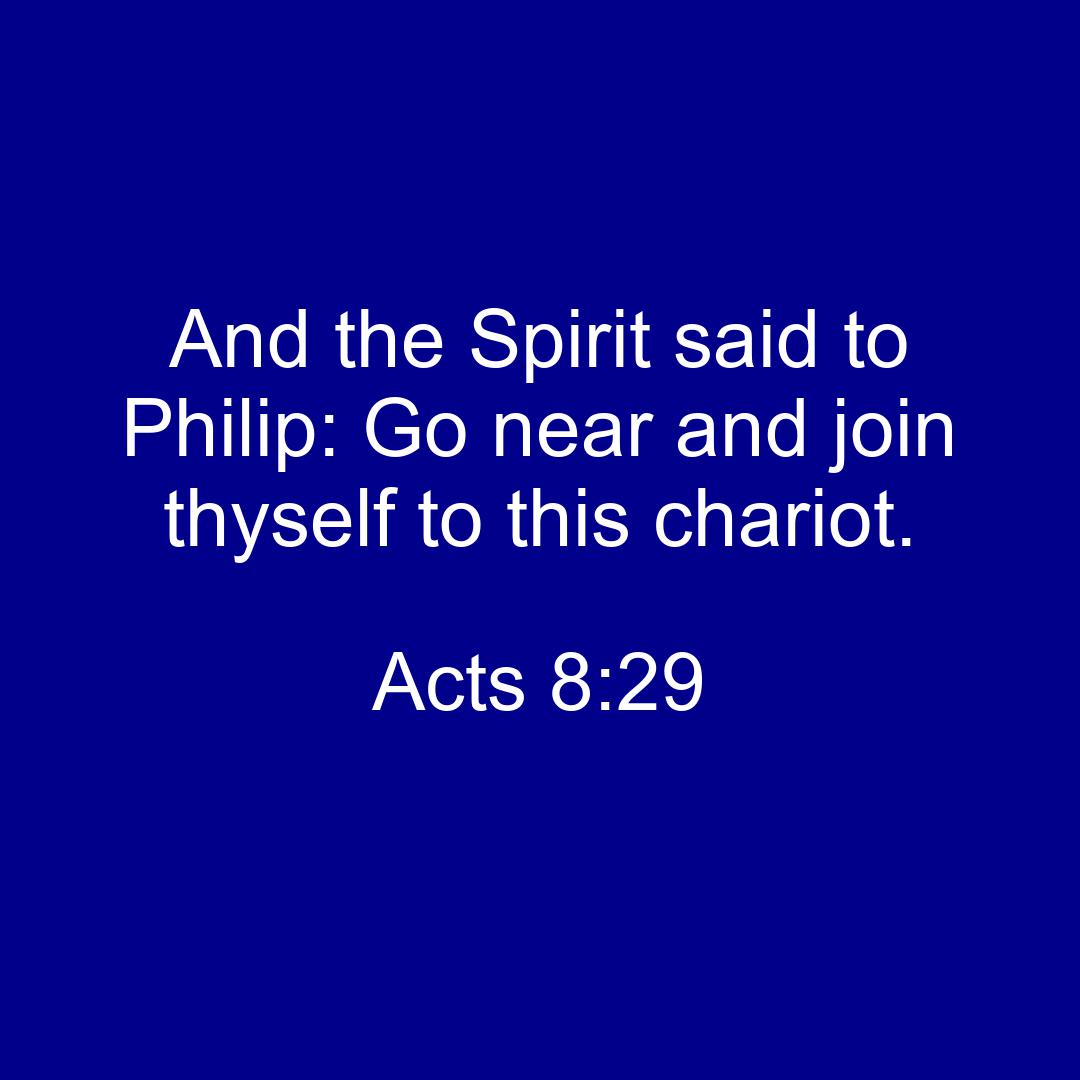 And the Spirit said to
Philip: Go near and join
thyself to this chariot.
Acts 8:29